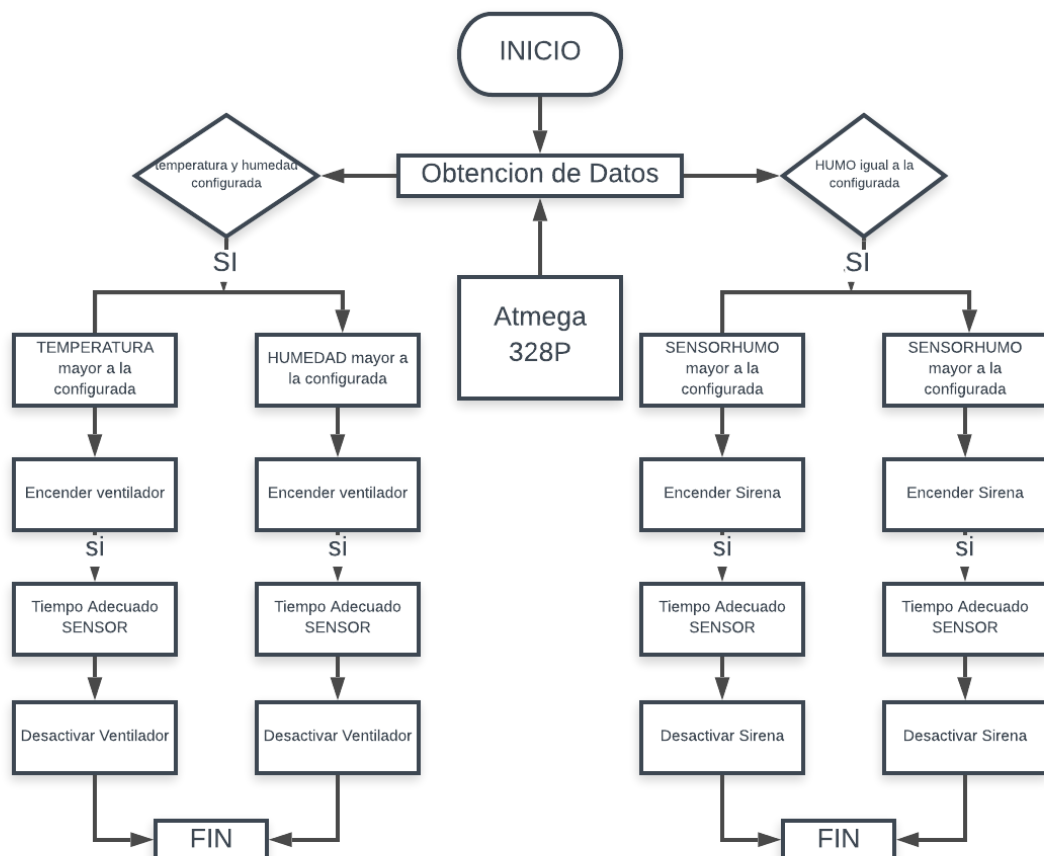 INICIO
temperatura y humedad
configurada
Obtencion de Datos
HUMO igual a la
configurada
SI
SI
Atmega
328P
TEMPERATURA
mayor a la
configurada
HUMEDAD mayor a
la configurada
SENSORHUMO
mayor a la
configurada
SENSORHUMO
mayor a la
configurada
Encender ventilador
Encender ventilador
Encender Sirena
Encender Sirena
si
si
si
si
Tiempo Adecuado
SENSOR
Tiempo Adecuado
SENSOR
Tiempo Adecuado
SENSOR
Tiempo Adecuado
SENSOR
Desactivar Ventilador
Desactivar Ventilador
Desactivar Sirena
Desactivar Sirena
FIN
FIN